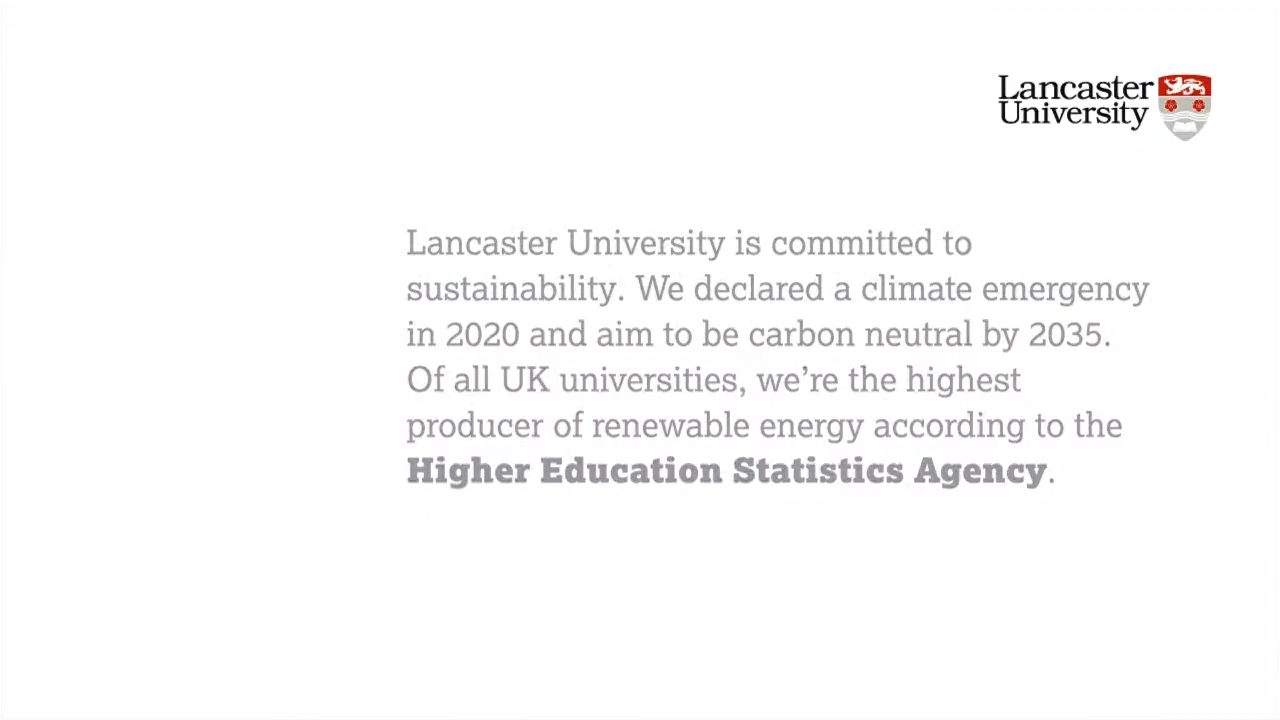 Lancaster
University
Lancaster University is committed to
sustainability. We declared a climate emergency
in 2020 and aim to be carbon neutral by 2035.
Of all UK universities, we’re the highest
producer of renewable energy according to the
Higher Education Statistics Agency.